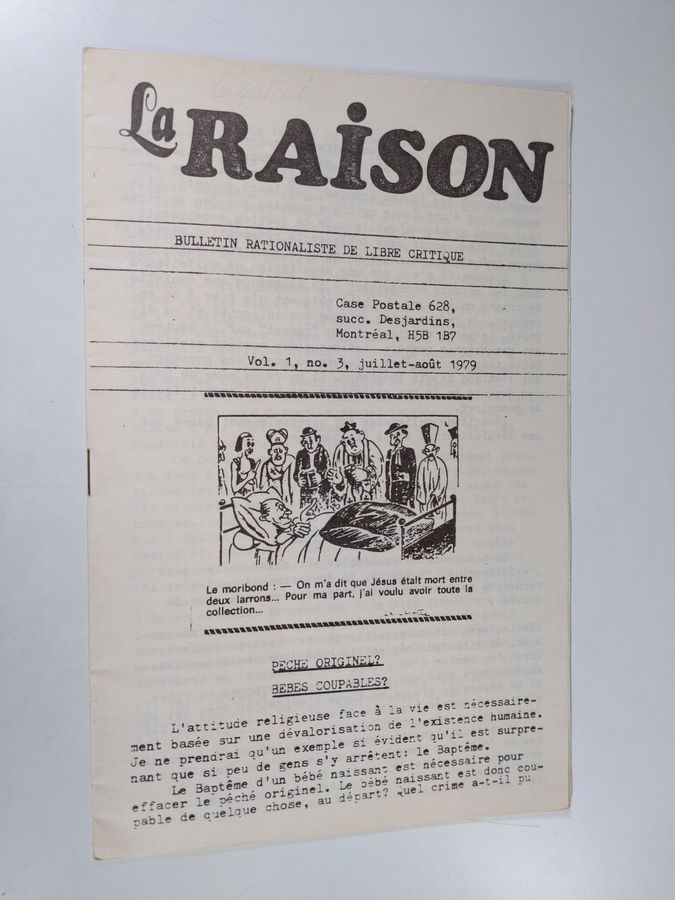 La RAISON
BULLETIN RATIONALISTE DE LIBRE CRITIQUE
Case Postale 628,
succ. Desjardins,
Montréal, H5B 1B7
Vol. 1, no. 3, juillet-août 1979
Le moribond : — On m'a dit que Jésus était mort entre
deux larrons... Pour ma part, j'ai voulu avoir toute la
collection...
PECHE ORIGINEL?
BEBES COUPABLES?
L'attitude religieuse face à la vie est nécessaire-
ment basée sur une dévalorisation de l'existence humaine.
Je ne prendrai qu'un exemple si évident qu'il est surpre-
nant que si peu de gens s'y arrêtent: le Baptême.
Le Baptême d'un bébé naissant est nécessaire pour
effacer le péché originel. Le bébé naissant est donc cou-
pable de quelque chose, au départ? Quel crime a-t-il pu